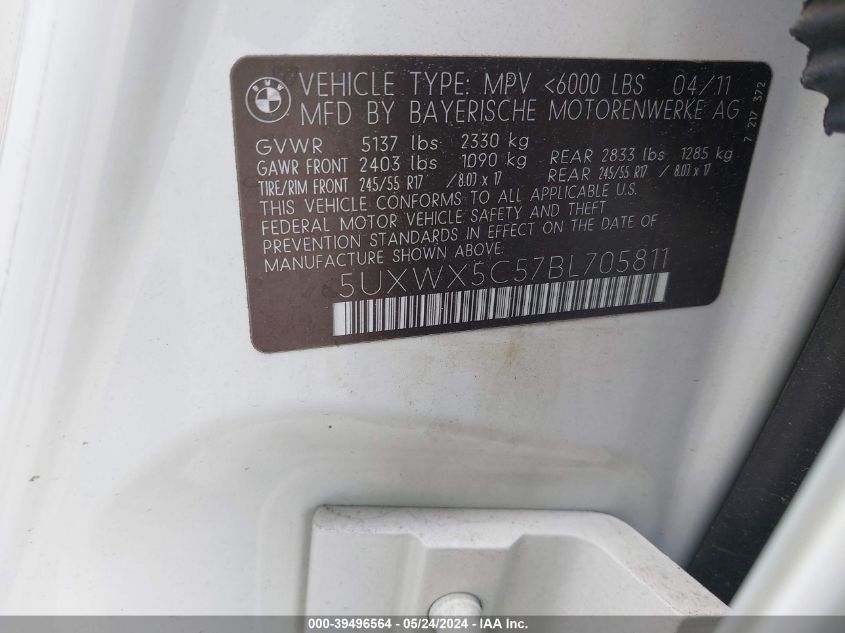 BMW
VEHICLE TYPE: MPV <6000 LBS 04/11
MFD BY BAYERISCHE MOTORENWERKE AG
GVWR 5137 lbs 2330 kg
GAWR FRONT 2403 lbs 1090 kg REAR 2833 lbs 1285 kg
TIRE/RIM FRONT 245/55 R17 / 8.0J x 17 REAR 245/55 R17 / 8.0J x 17
THIS VEHICLE CONFORMS TO ALL APPLICABLE U.S.
FEDERAL MOTOR VEHICLE SAFETY AND THEFT
PREVENTION STANDARDS IN EFFECT ON THE DATE OF
MANUFACTURE SHOWN ABOVE.
5UXWX5C57BL705811
7 217 372
000-39496564 - 05/24/2024 - IAA Inc.